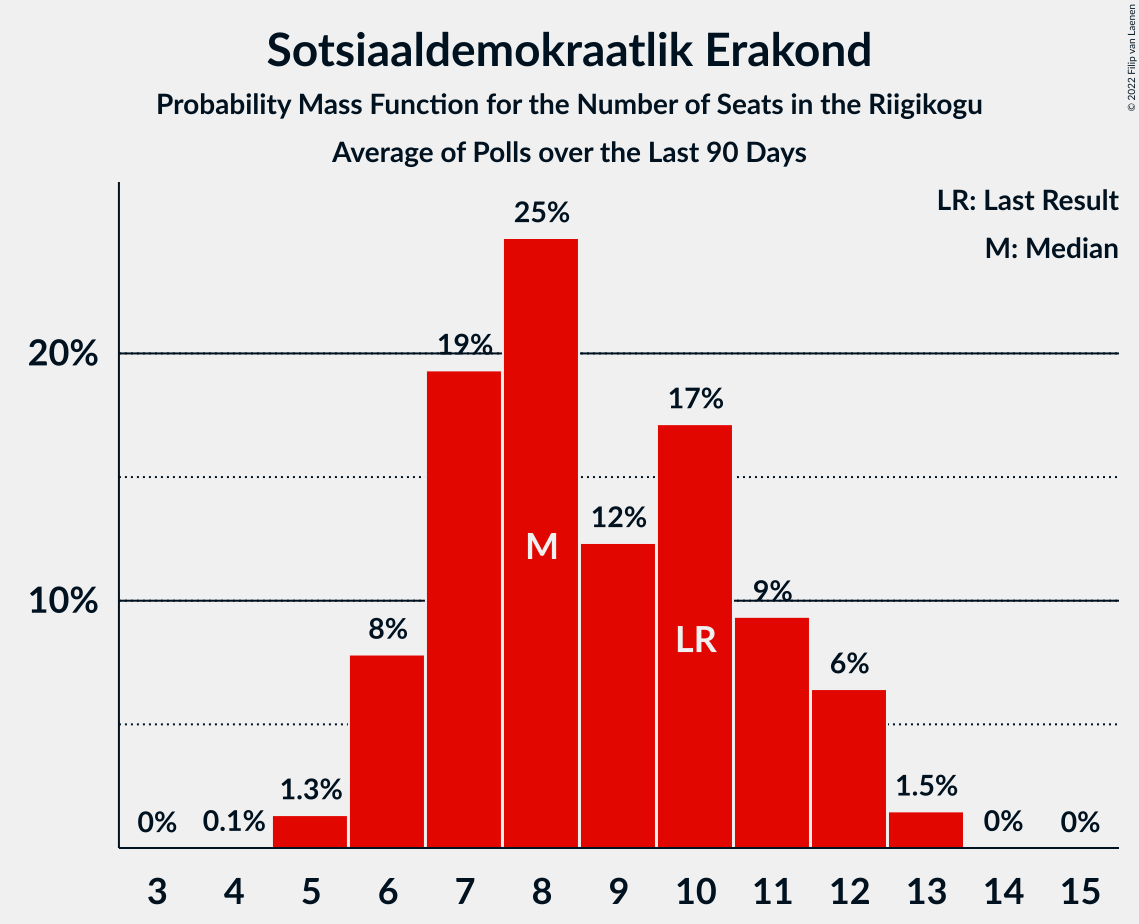 Sotsiaaldemokraatlik Erakond
Probability Mass Function for the Number of Seats in the Riigikogu
Average of Polls over the Last 90 Days
© 2022 Filip van Laenen
LR: Last Result
M: Median
20%
10%
0%
0.1%
1.3%
8%
19%
25%
12%
17%
9%
6%
1.5%
0%
0%
M
LR
3 4 5 6 7 8 9 10 11 12 13 14 15